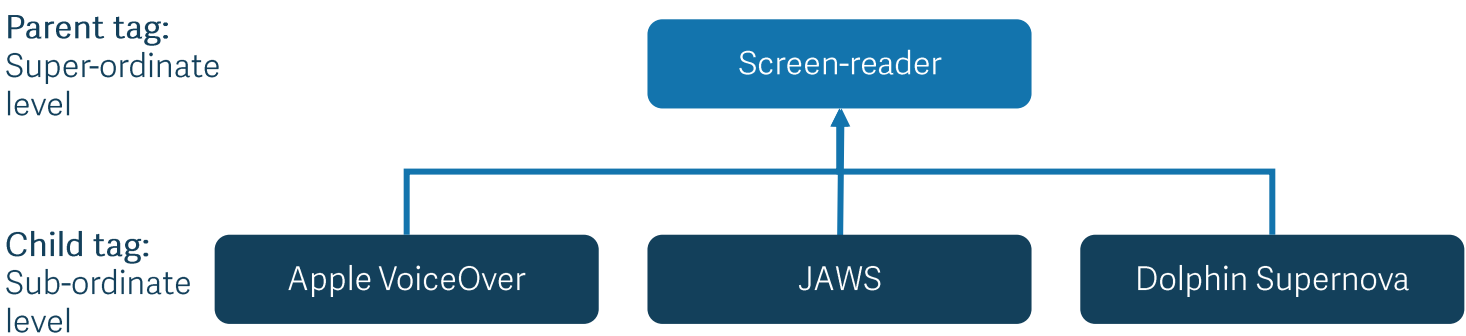 Parent tag:
Super-ordinate
level
Screen-reader
Child tag:
Sub-ordinate
level
Apple VoiceOver
JAWS
Dolphin Supernova